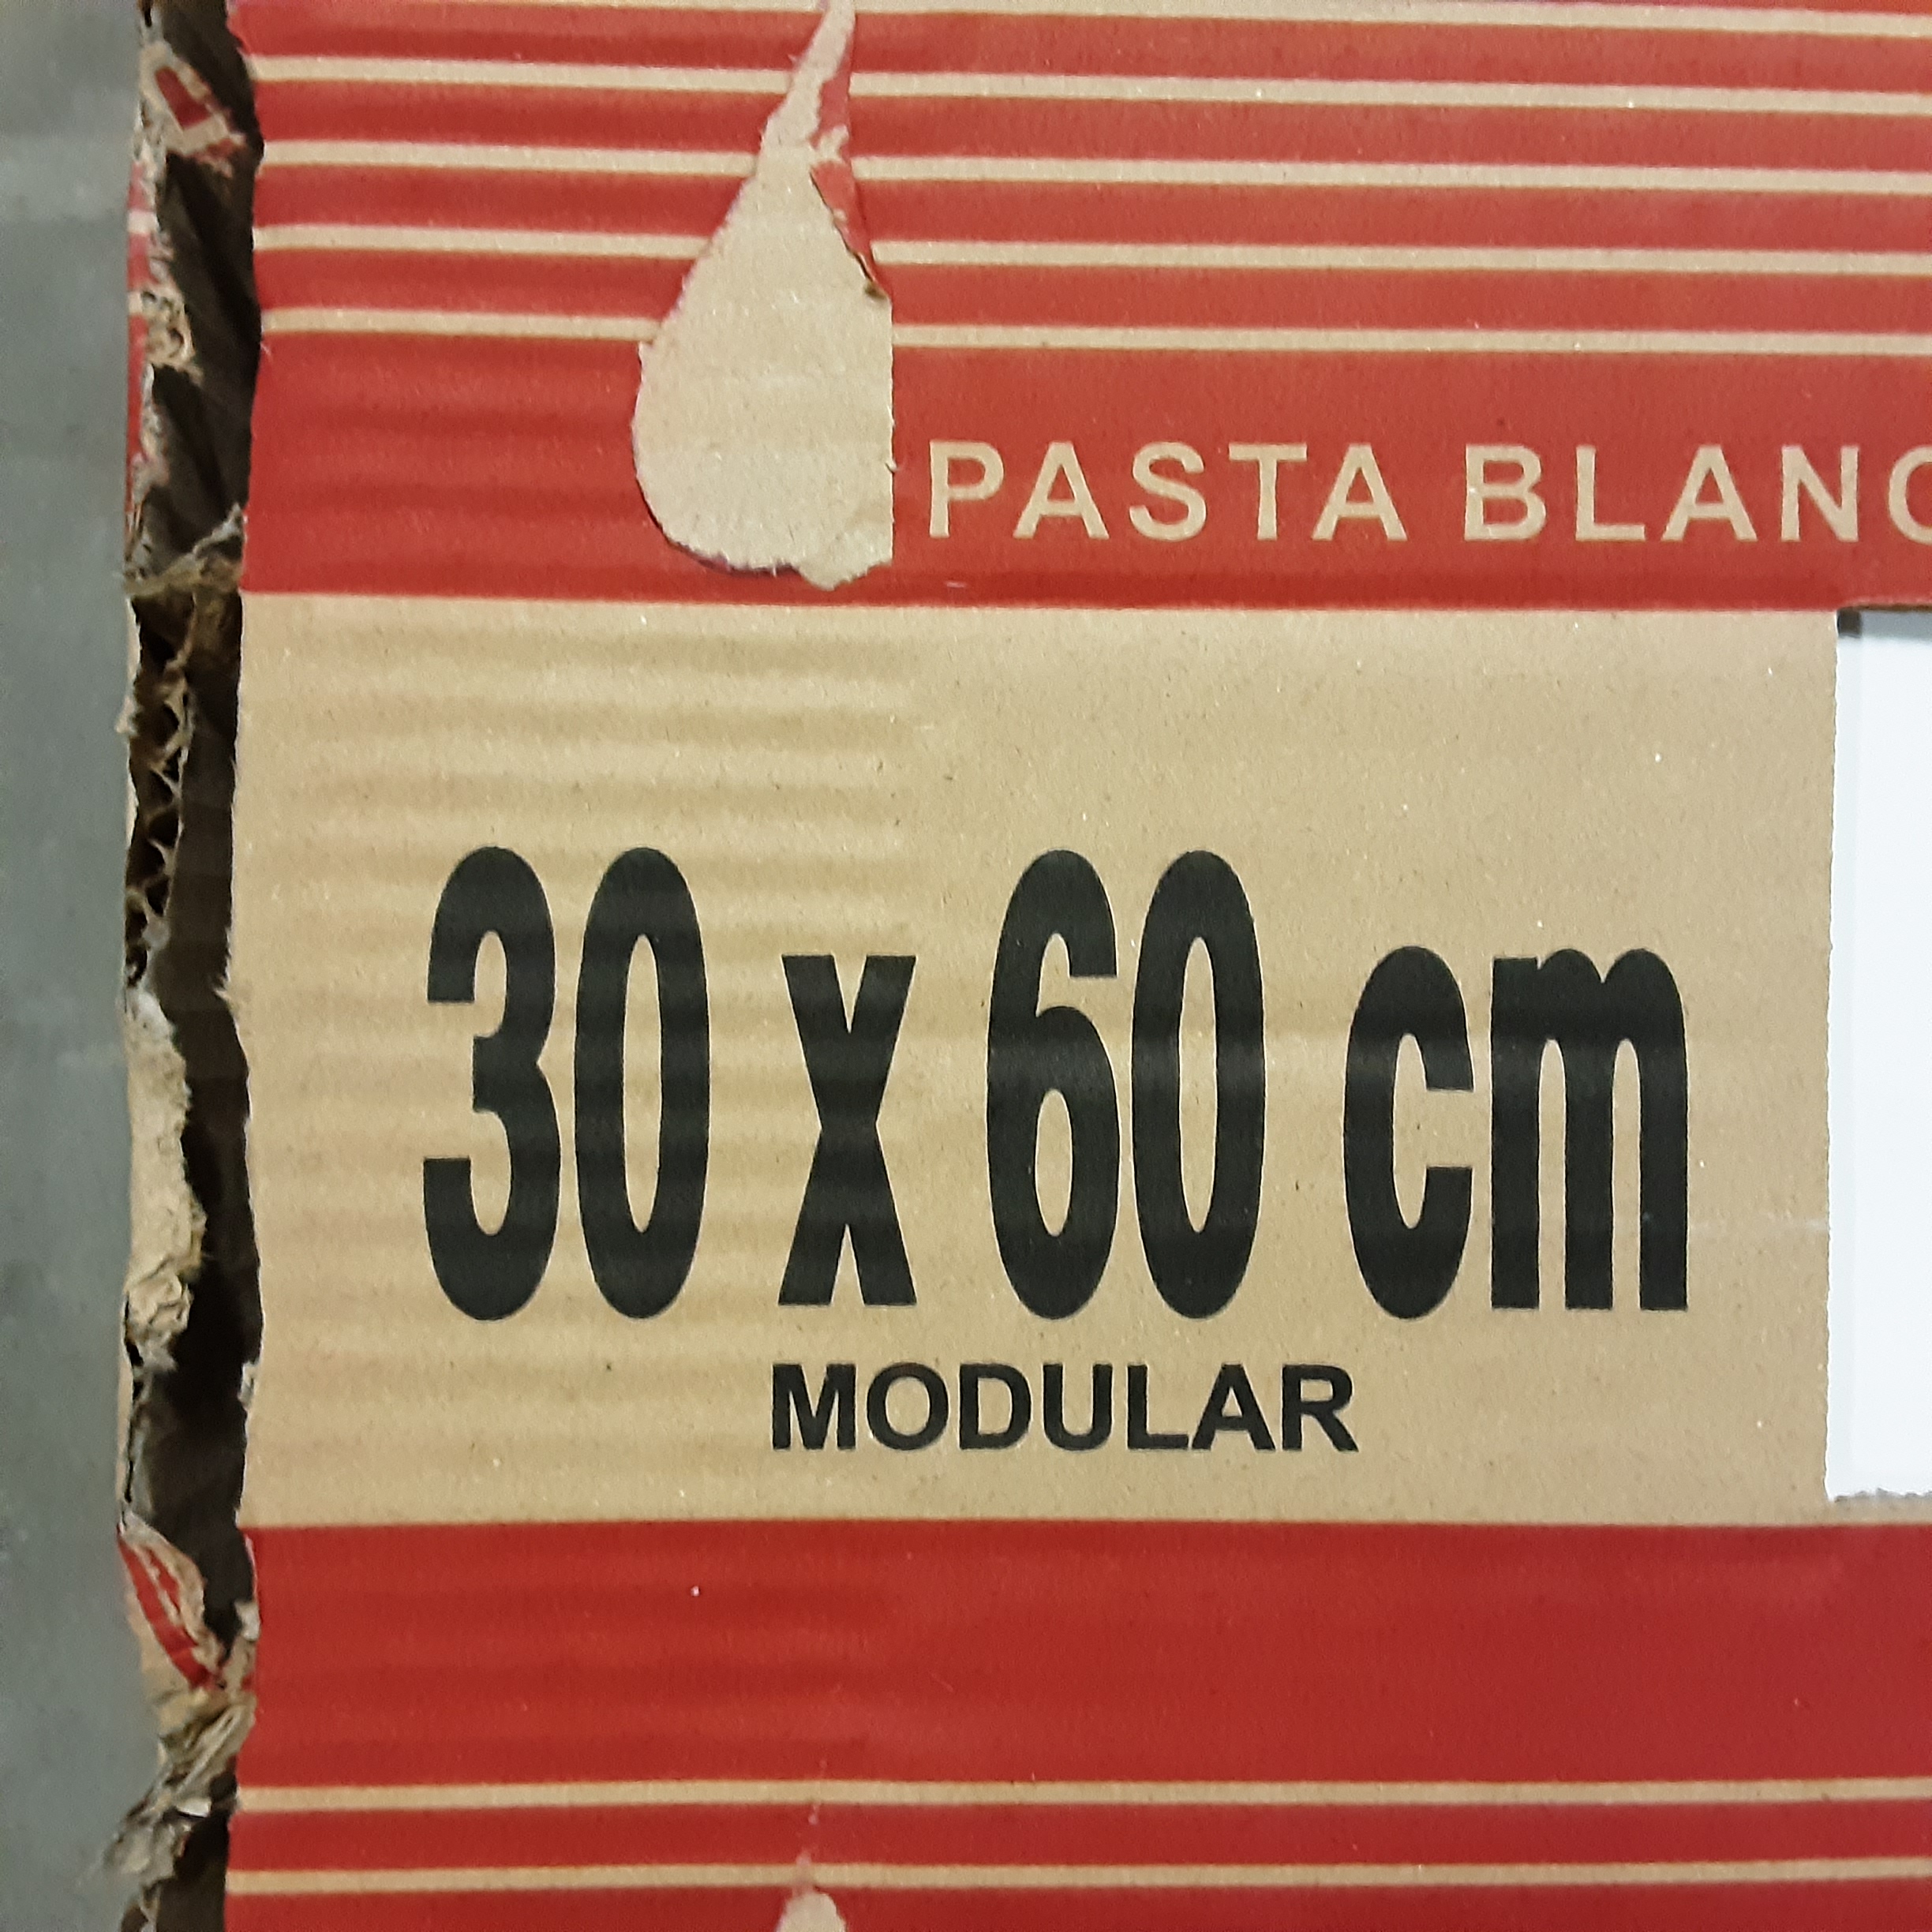 PASTA BLANC
30 x 60 cm
MODULAR